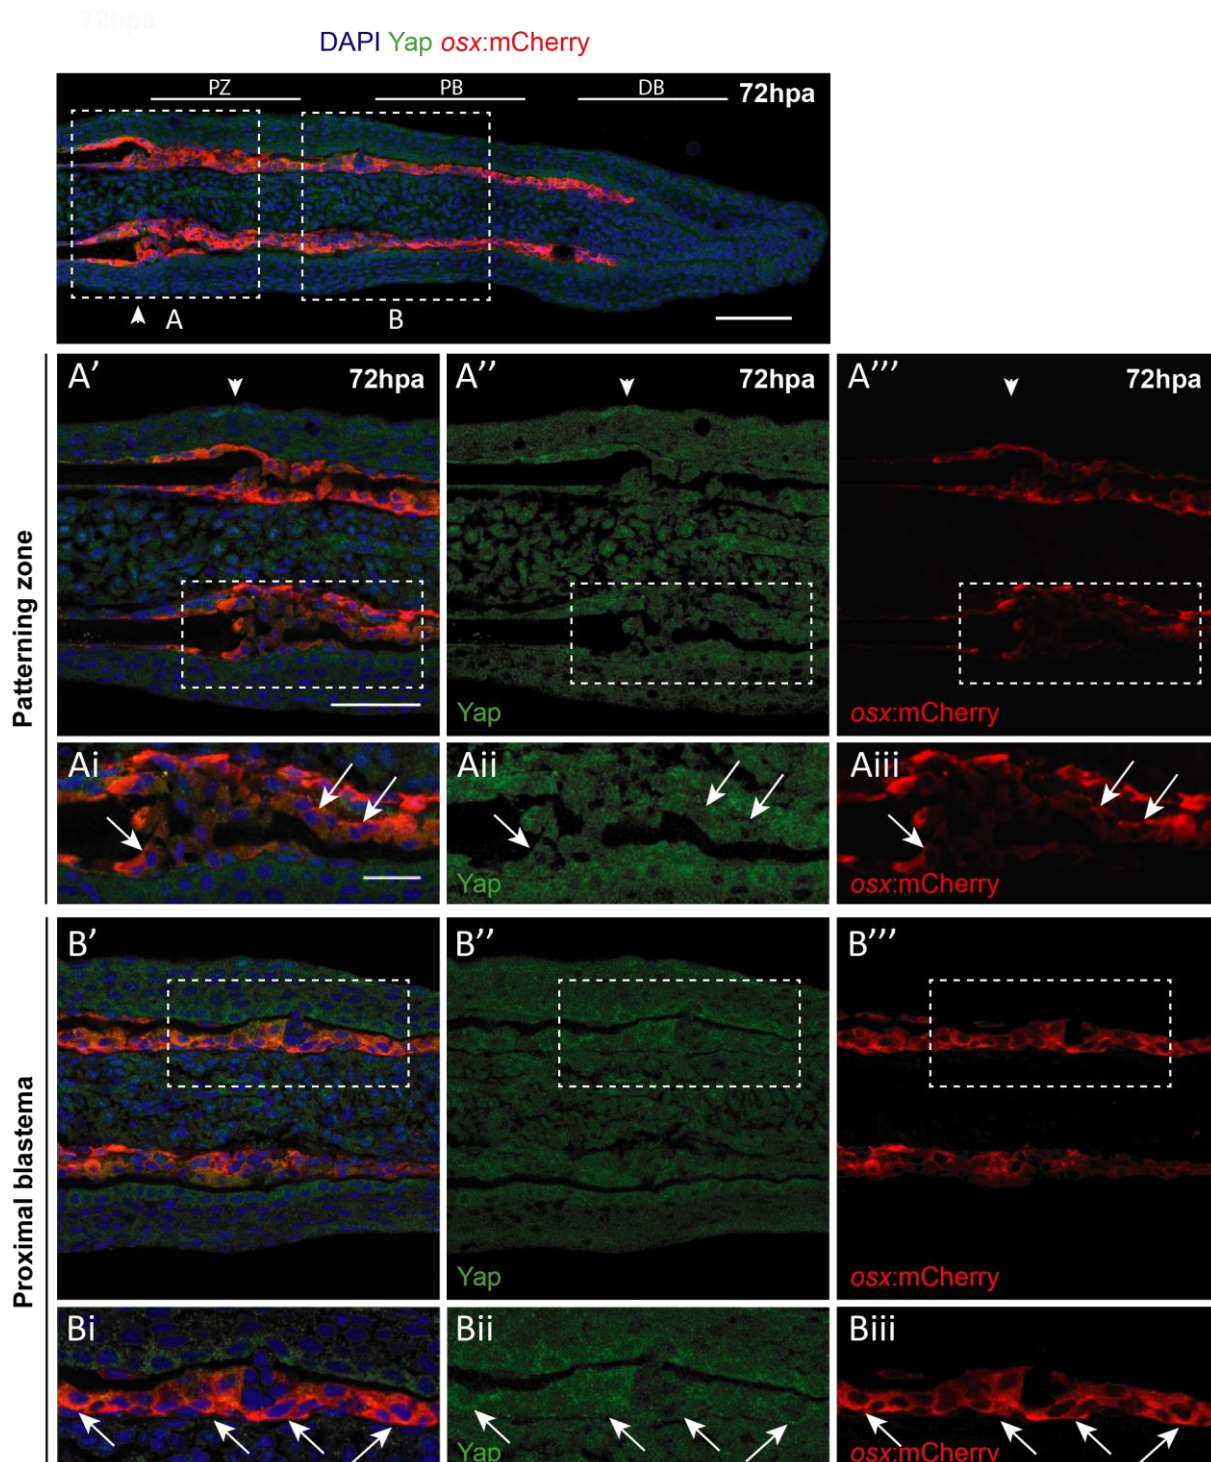 72hpa
DAPI Yap osx:mCherry
PZ PB DB 72hpa
A B
A' 72hpa A'' 72hpa A''' 72hpa
Patterning zone
Yap osx:mCherry
Ai Aii Aiii
Yap osx:mCherry
B' B'' B'''
Proximal blastema
Yap osx:mCherry
Bi Bii Biii
Yap osx:mCherry